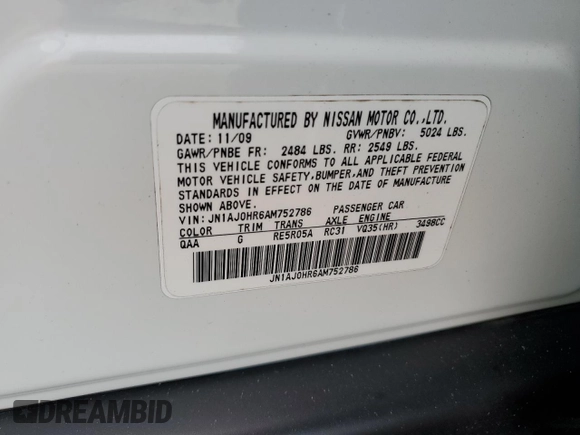 MANUFACTURED BY NISSAN MOTOR CO.,LTD.
DATE: 11/09 GVWR/PNBV: 5024 LBS.
GAWR/PNBE FR: 2484 LBS. RR: 2549 LBS.
THIS VEHICLE CONFORMS TO ALL APPLICABLE FEDERAL
MOTOR VEHICLE SAFETY,BUMPER,AND THEFT PREVENTION
STANDARDS IN EFFECT ON THE DATE OF MANUFACTURE
SHOWN ABOVE.
VIN: JN1AJ0HR6AM752786 PASSENGER CAR
COLOR TRIM TRANS AXLE ENGINE
QAA G RE5R05A RC31 VQ35(HR) 3498CC
JN1AJ0HR6AM752786
DREAMBID